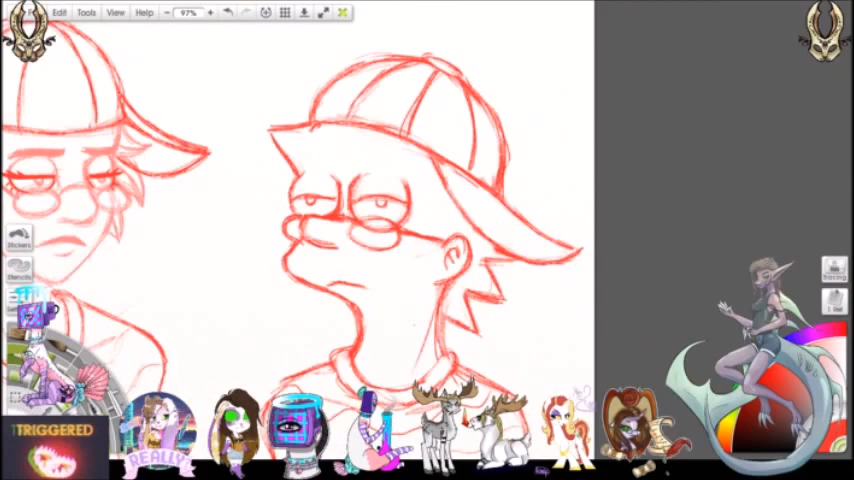 Edit Tools View Help 97%
Stickers
Stencils
Tracing
TRIGGERED
REALLY